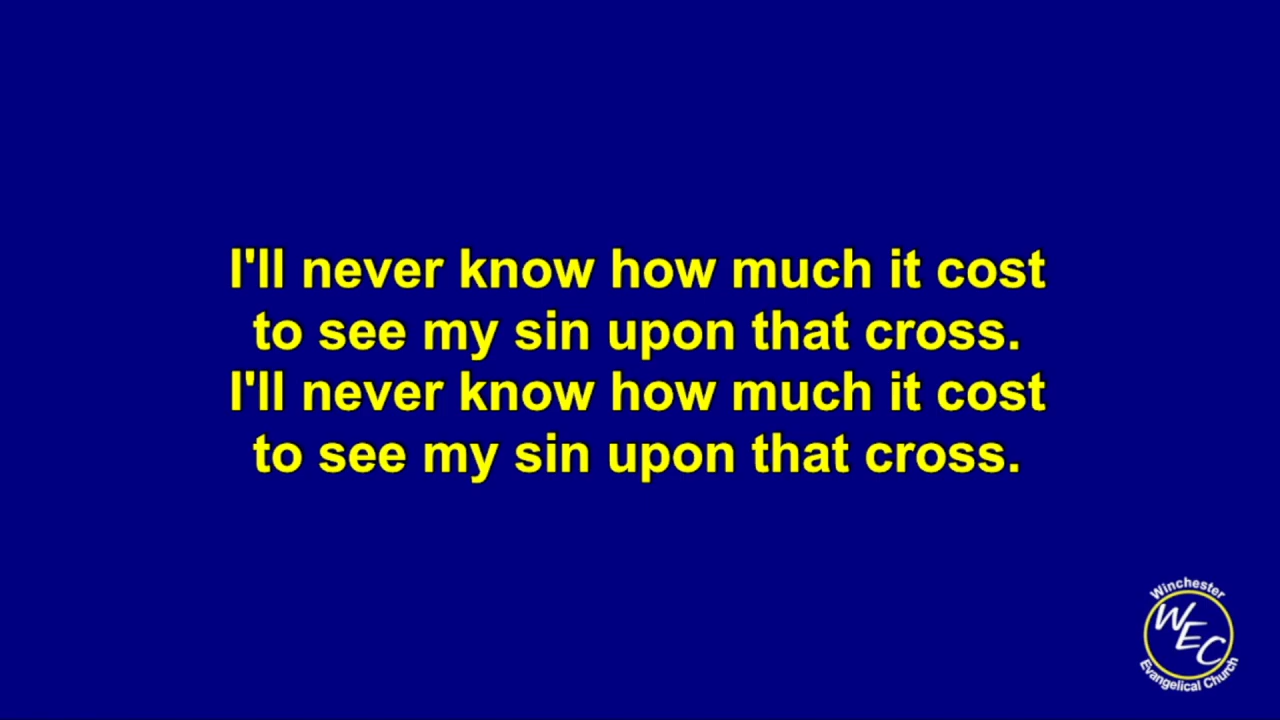 I'll never know how much it cost
to see my sin upon that cross.
I'll never know how much it cost
to see my sin upon that cross.
Winchester
WEC
Evangelical Church